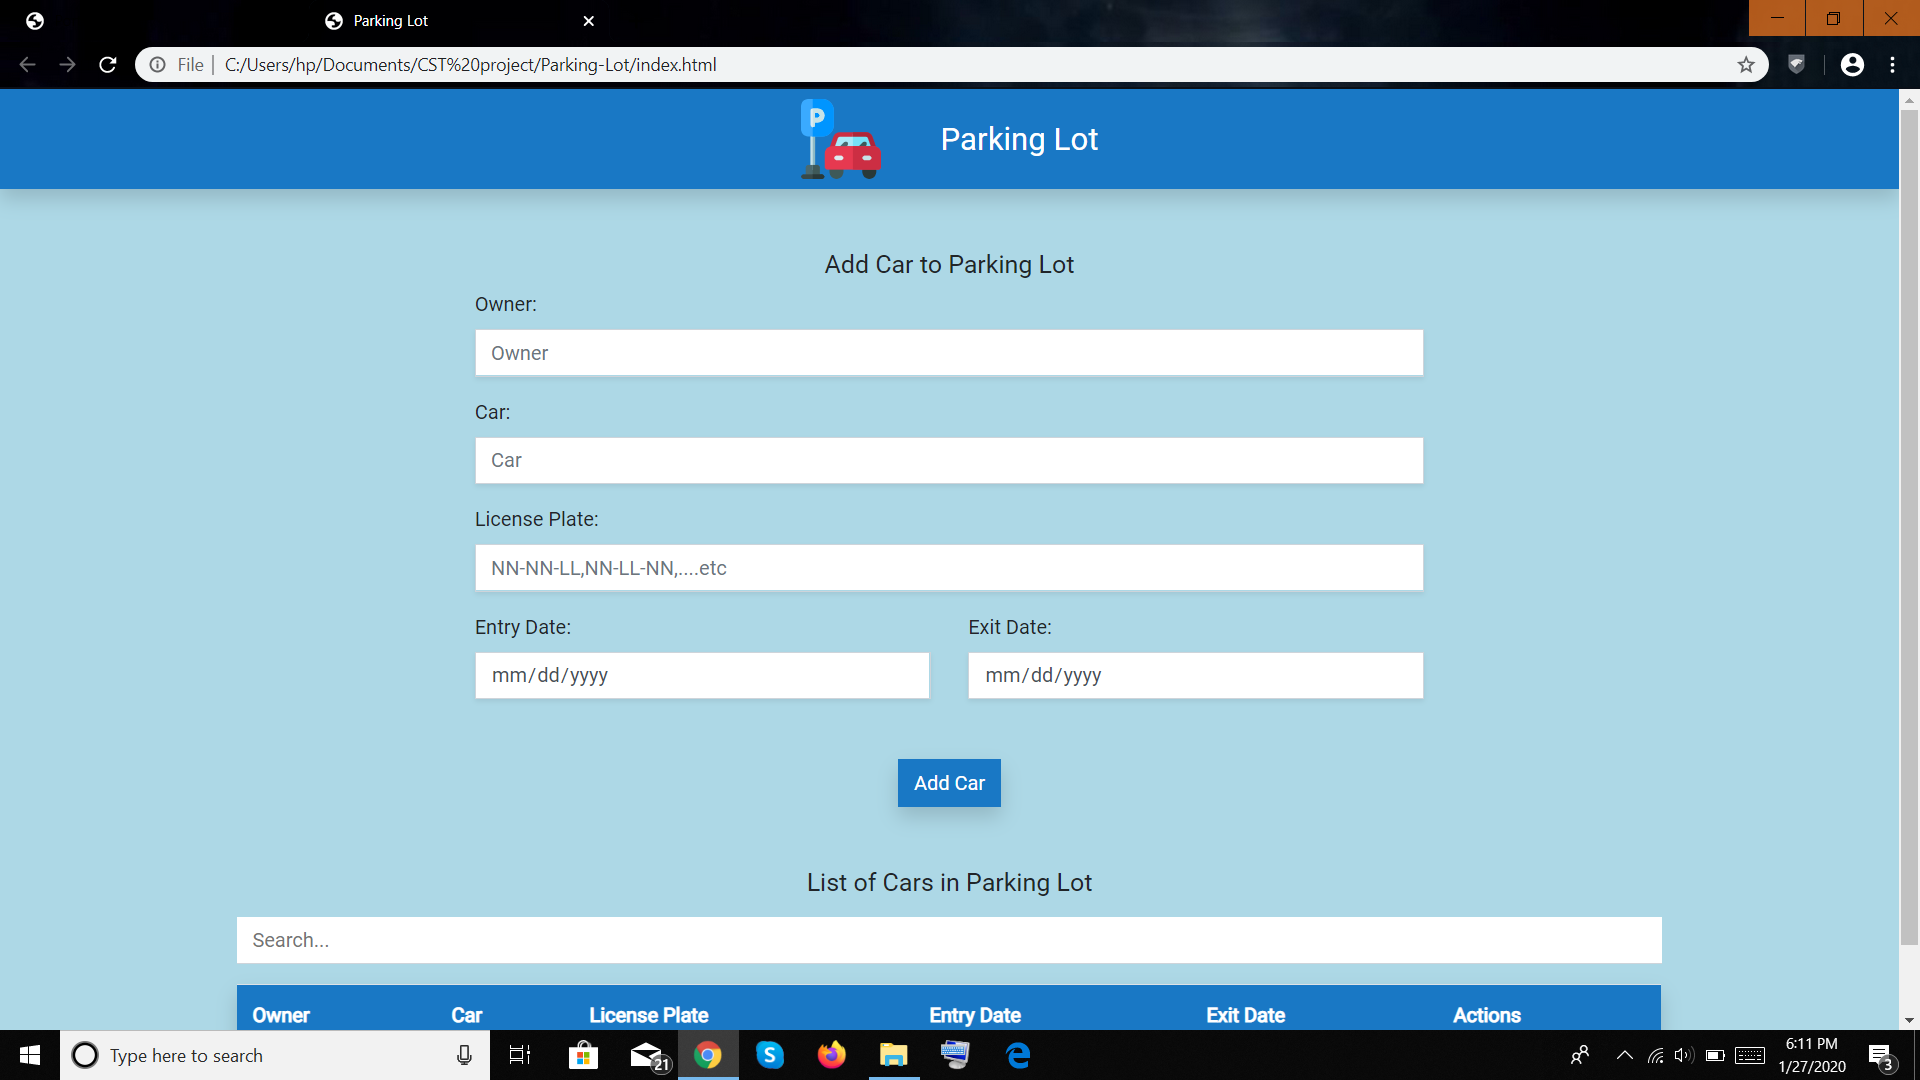 Parking Lot
File | C:/Users/hp/Documents/CST%20project/Parking-Lot/index.html
P
Parking Lot
Add Car to Parking Lot
Owner:
Owner
Car:
Car
License Plate:
NN-NN-LL,NN-LL-NN,....etc
Entry Date: Exit Date:
mm/dd/yyyy mm/dd/yyyy
Add Car
List of Cars in Parking Lot
Search...
Owner Car License Plate Entry Date Exit Date Actions
Type here to search
21
6:11 PM
1/27/2020
3